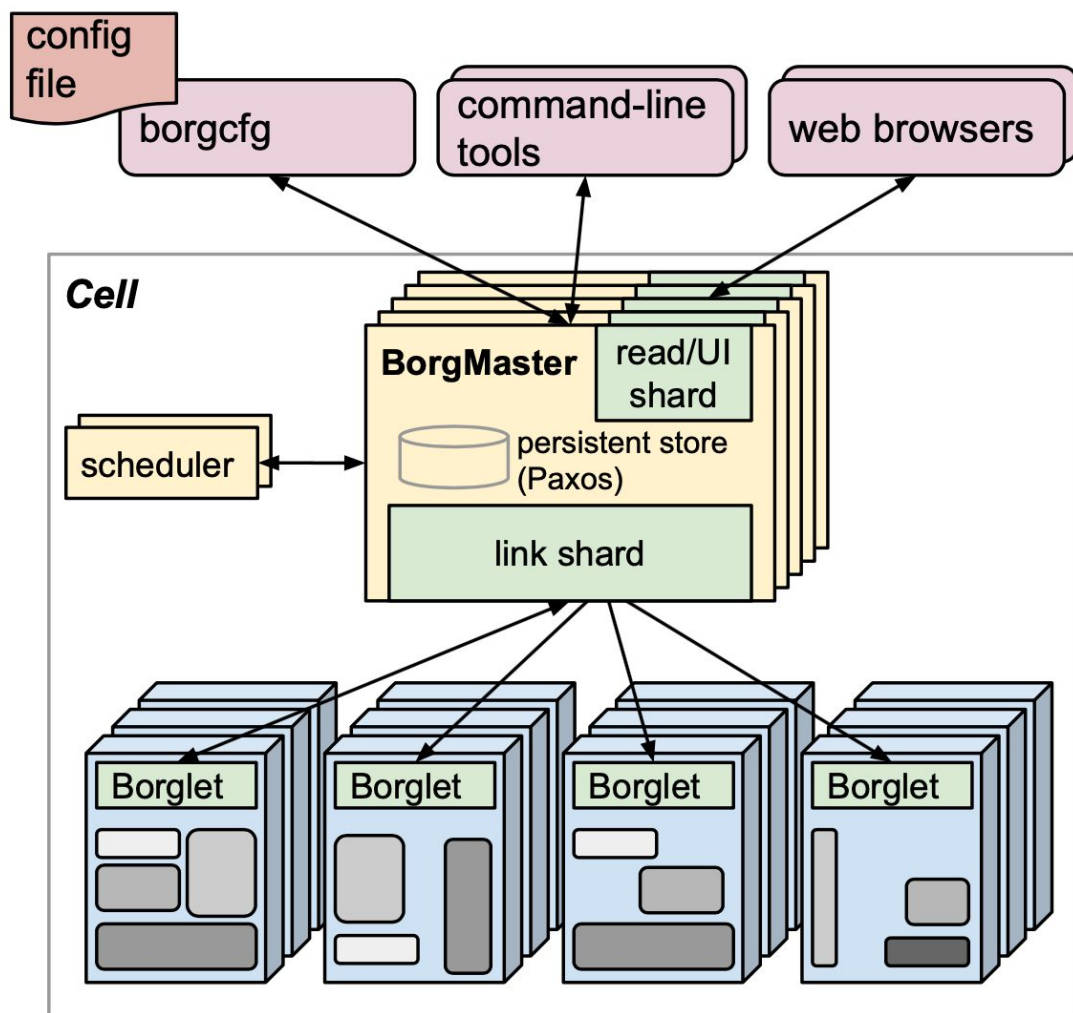 config
file
borgcfg
command-line
tools
web browsers
Cell
BorgMaster
read/UI
shard
persistent store
(Paxos)
scheduler
link shard
Borglet
Borglet
Borglet
Borglet